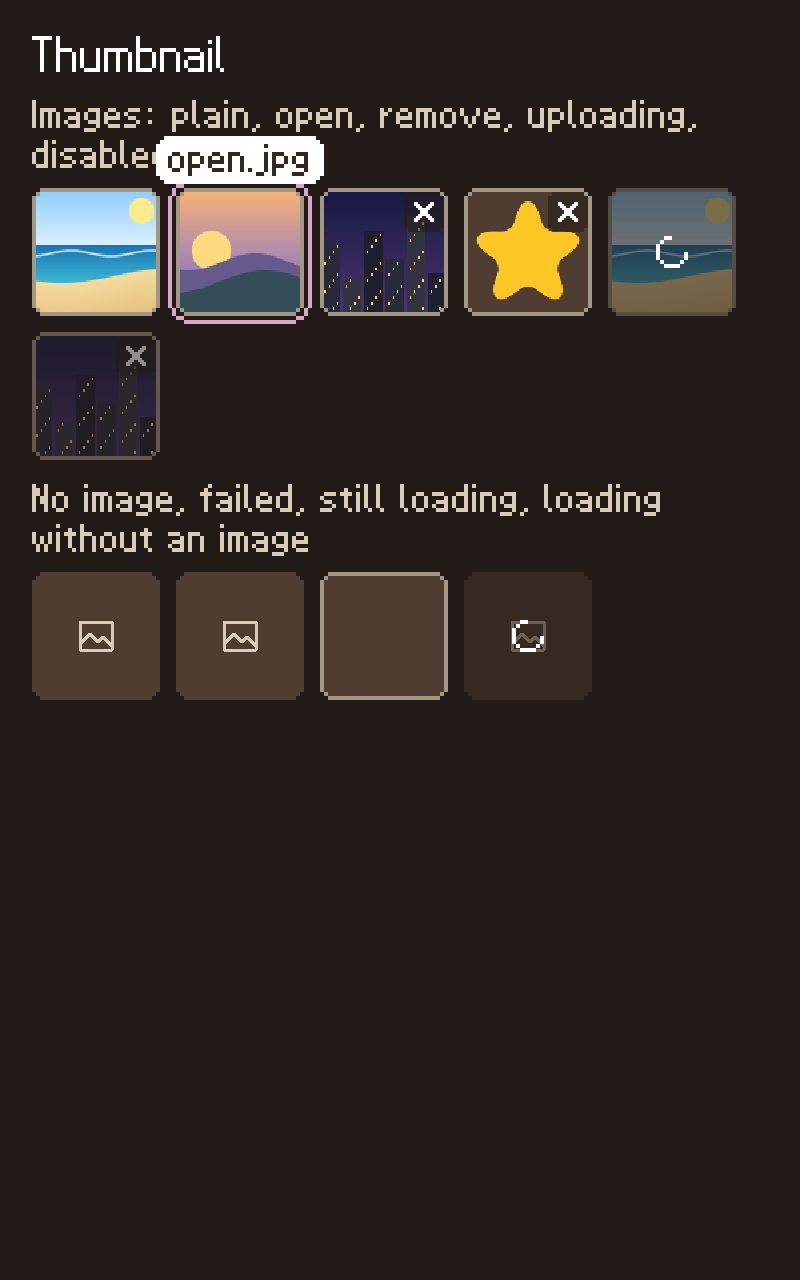 Thumbnail
Images: plain, open, remove, uploading,
open.jpg
No image, failed, still loading, loading
without an image